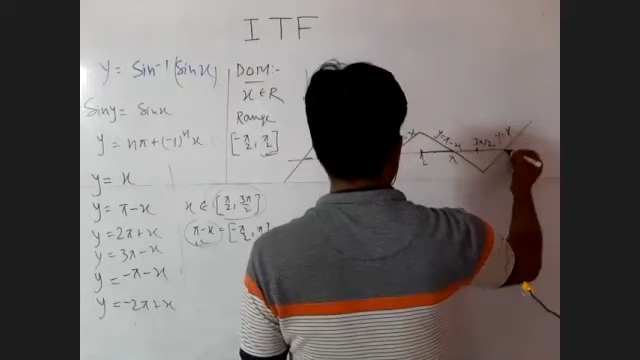 ITF
y = Sin⁻¹(Sinx)
Siny = Sinx
y = nπ+(-1)ⁿx
y = x
y = π-x
y = 2π+x
y = 3π-x
y = -π-x
y = -2π+x
DOM:-
x ∈ R
Range
[-π/2, π/2]
x ∈ [π/2, 3π/2]
π-x = [-π/2, π]
y=π-x
π/2
π
3π/2